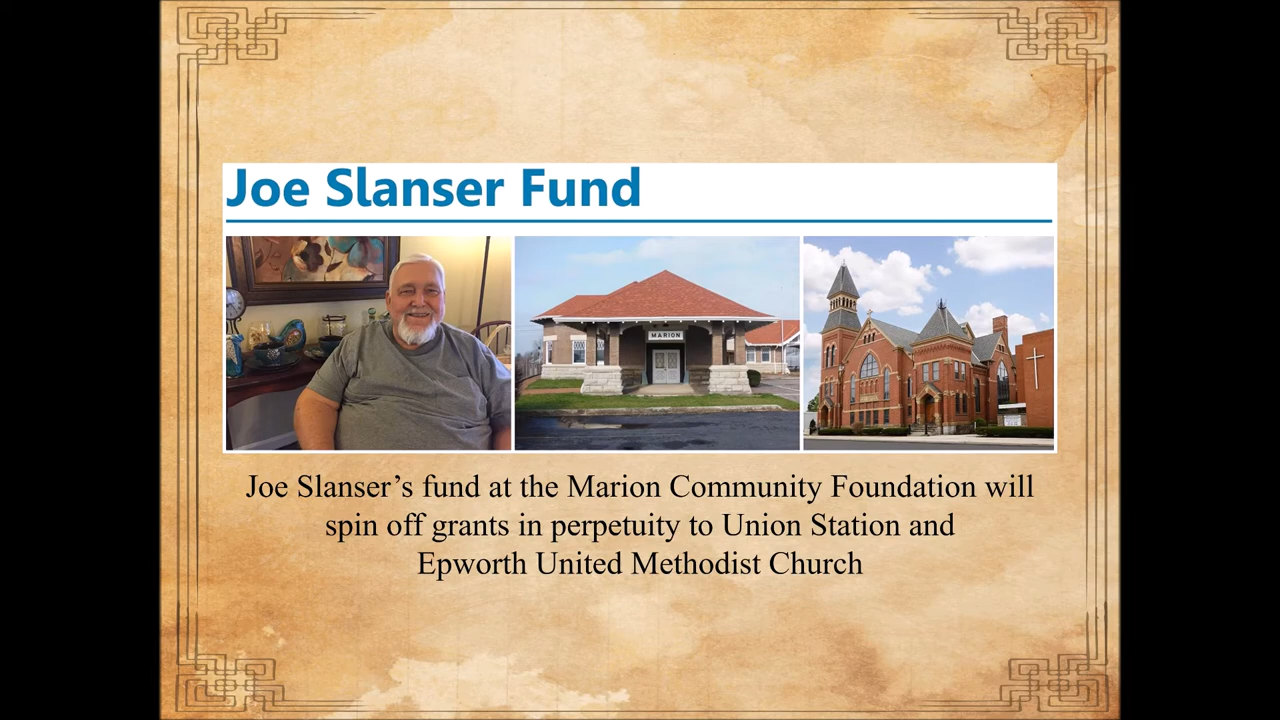 Joe Slanser Fund
MARION
Joe Slanser’s fund at the Marion Community Foundation will
spin off grants in perpetuity to Union Station and
Epworth United Methodist Church